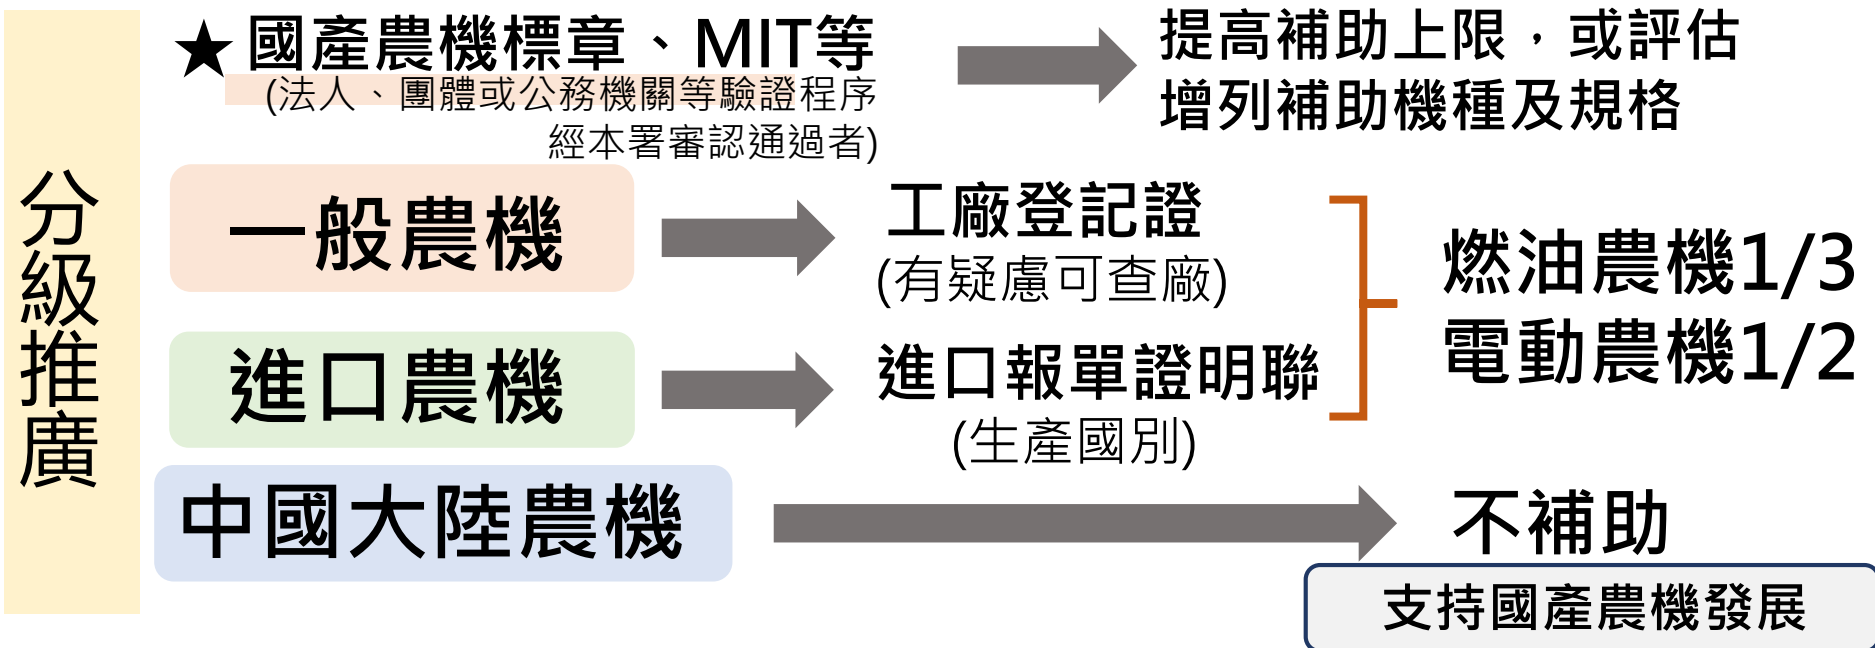 分級推廣
★國產農機標章、MIT等
(法人、團體或公務機關等驗證程序
經本署審認通過者)
提高補助上限，或評估
增列補助機種及規格
一般農機
工廠登記證
(有疑慮可查廠)
進口農機
進口報單證明聯
(生產國別)
燃油農機1/3
電動農機1/2
中國大陸農機
不補助
支持國產農機發展